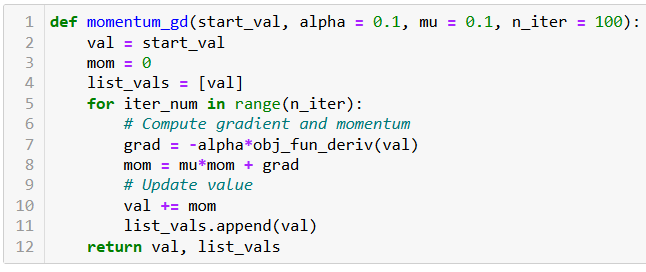 1 def momentum_gd(start_val, alpha = 0.1, mu = 0.1, n_iter = 100):
2     val = start_val
3     mom = 0
4     list_vals = [val]
5     for iter_num in range(n_iter):
6         # Compute gradient and momentum
7         grad = -alpha*obj_fun_deriv(val)
8         mom = mu*mom + grad
9         # Update value
10         val += mom
11         list_vals.append(val)
12     return val, list_vals